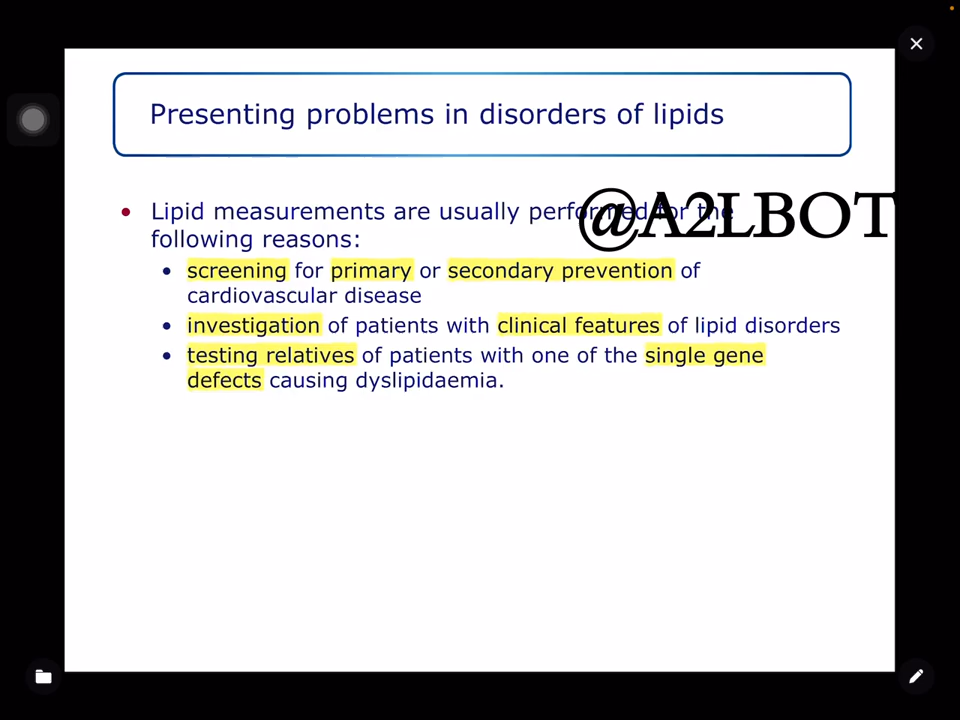 Presenting problems in disorders of lipids
@A2LBOT
• Lipid measurements are usually performed for the
following reasons:
• screening for primary or secondary prevention of
cardiovascular disease
• investigation of patients with clinical features of lipid disorders
• testing relatives of patients with one of the single gene
defects causing dyslipidaemia.